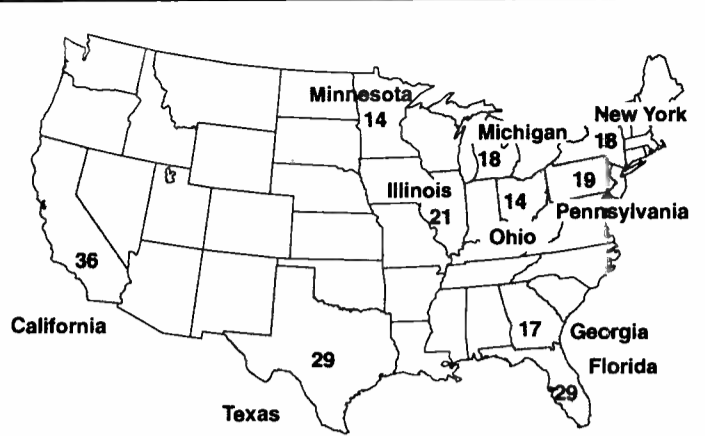 Minnesota
14
New York
18
Michigan
18
19
Pennsylvania
Illinois
21
14
Ohio
36
California
17
Georgia
29
Texas
Florida
29